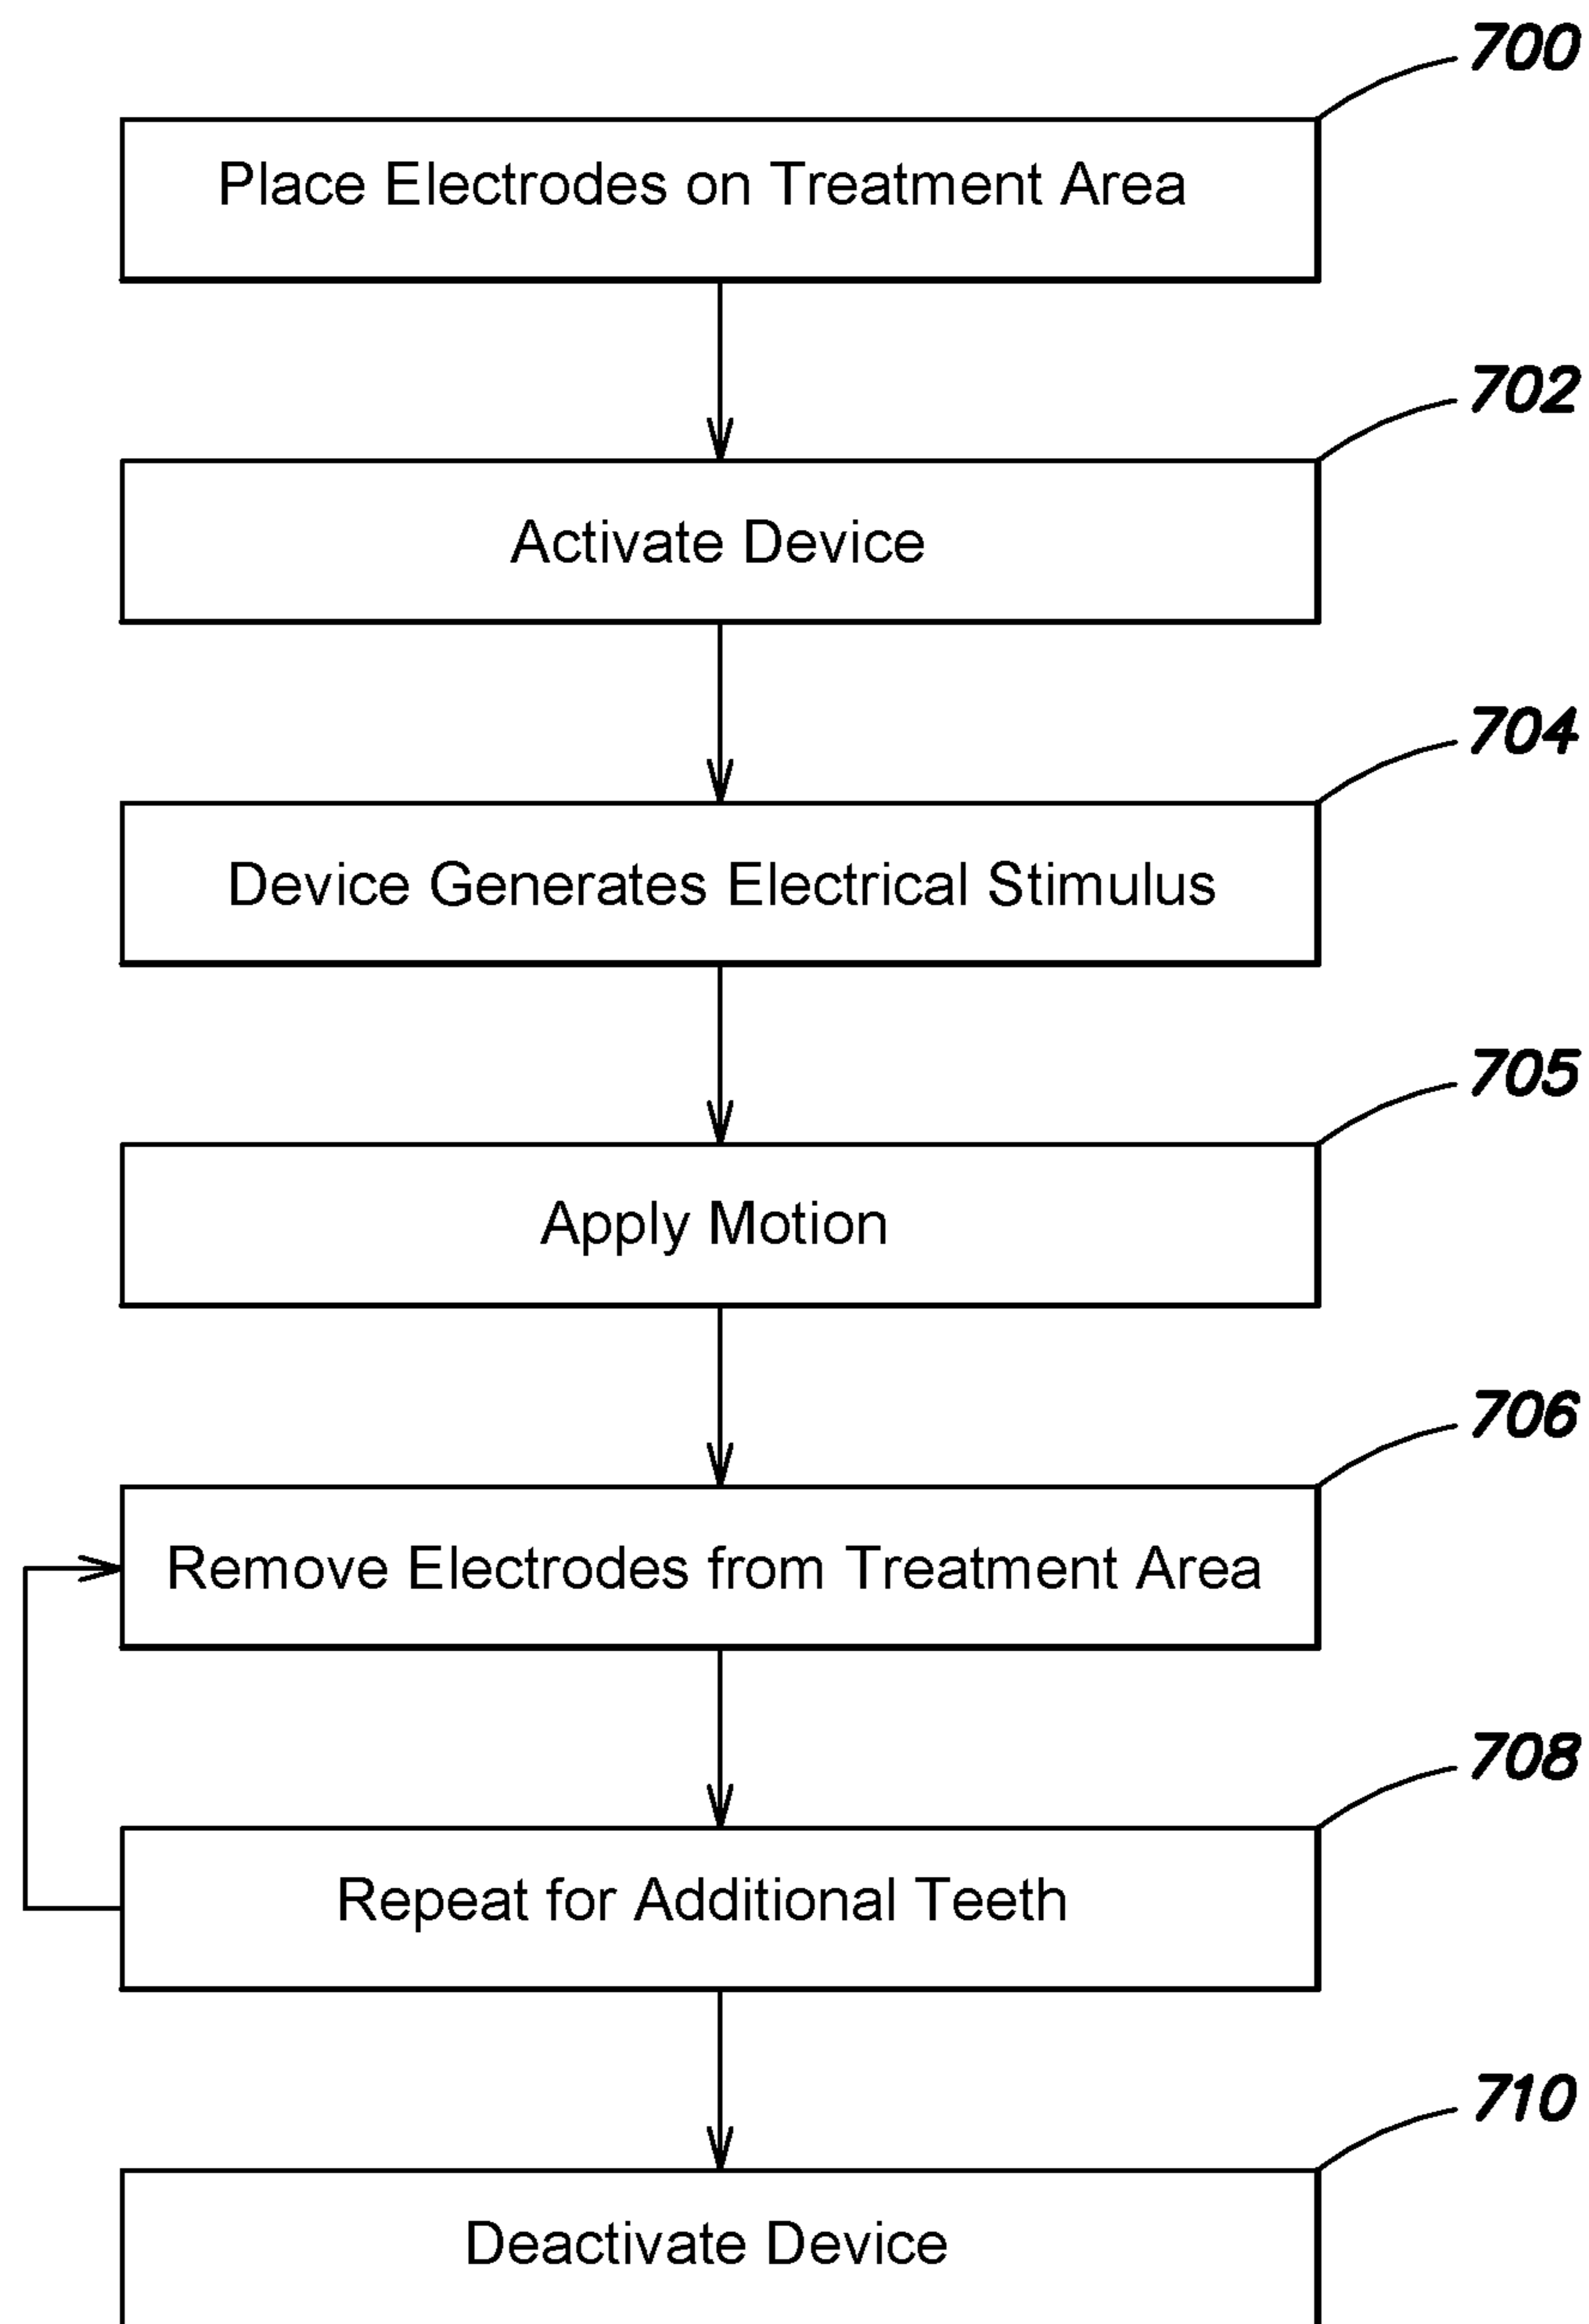 700
Place Electrodes on Treatment Area
702
Activate Device
704
Device Generates Electrical Stimulus
705
Apply Motion
706
Remove Electrodes from Treatment Area
708
Repeat for Additional Teeth
710
Deactivate Device